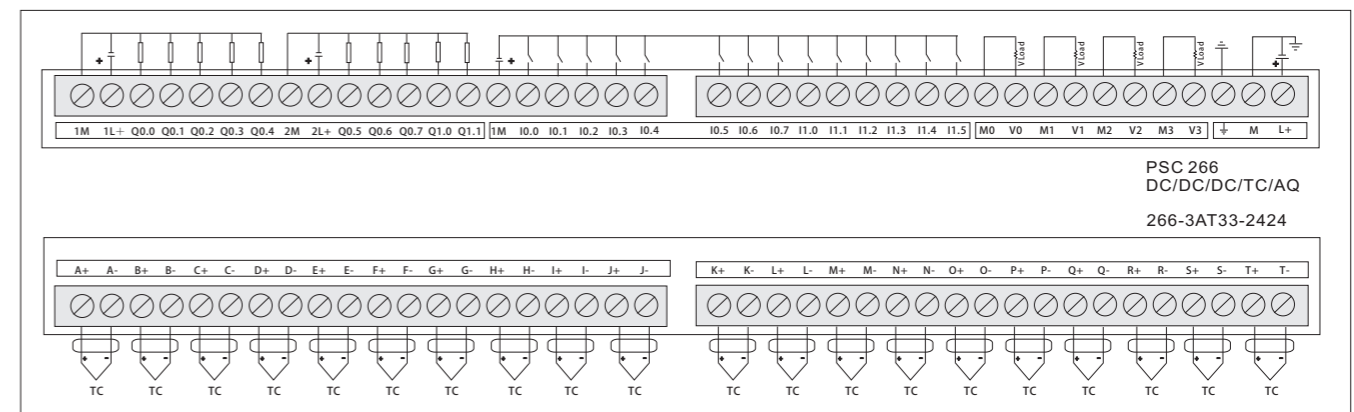 + + + + VLoad VLoad VLoad VLoad +
1M 1L+ Q0.0 Q0.1 Q0.2 Q0.3 Q0.4 2M 2L+ Q0.5 Q0.6 Q0.7 Q1.0 Q1.1 1M I0.0 I0.1 I0.2 I0.3 I0.4 I0.5 I0.6 I0.7 I1.0 I1.1 I1.2 I1.3 I1.4 I1.5 M0 V0 M1 V1 M2 V2 M3 V3 M L+
PSC 266
DC/DC/DC/TC/AQ
266-3AT33-2424
A+ A- B+ B- C+ C- D+ D- E+ E- F+ F- G+ G- H+ H- I+ I- J+ J- K+ K- L+ L- M+ M- N+ N- O+ O- P+ P- Q+ Q- R+ R- S+ S- T+ T-
+ - + - + - + - + - + - + - + - + - + - + - + - + - + - + - + - + - + - + - + -
TC TC TC TC TC TC TC TC TC TC TC TC TC TC TC TC TC TC TC TC